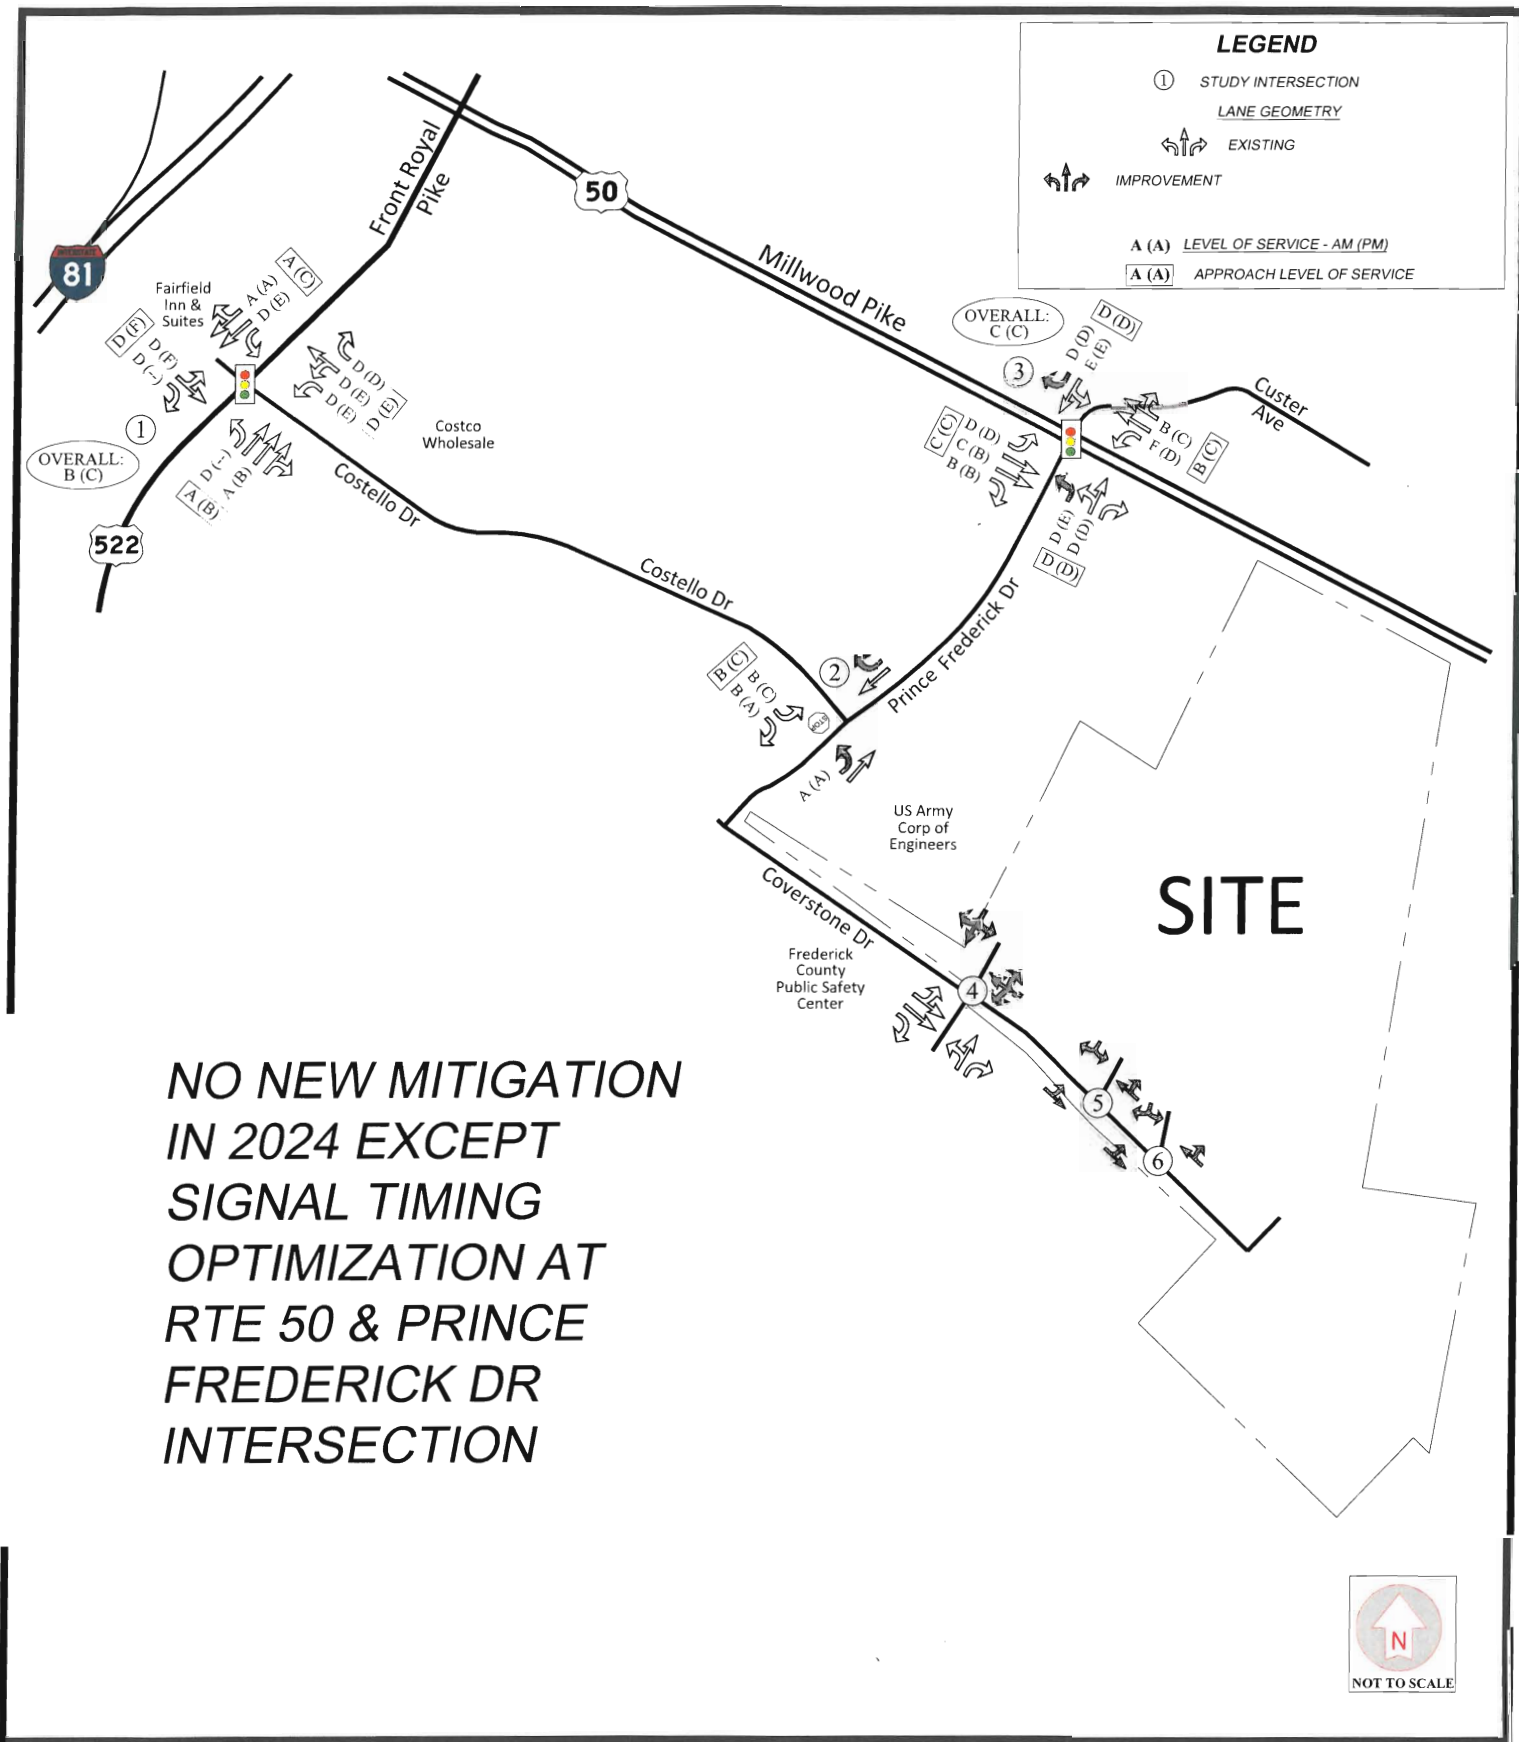 LEGEND
1 STUDY INTERSECTION
LANE GEOMETRY
EXISTING
IMPROVEMENT
A (A) LEVEL OF SERVICE - AM (PM)
A (A) APPROACH LEVEL OF SERVICE
INTERSTATE
81
Front Royal
Pike
50
Millwood Pike
Fairfield
Inn &
Suites
A (C)
A (A)
D (E)
D (F)
D (F)
D (--)
D (D)
D (E)
D (E)
D (E)
1
OVERALL:
B (C)
D (--)
A (B)
A (B)
522
Costco
Wholesale
Costello Dr
Costello Dr
OVERALL:
C (C)
3
D (D)
D (D)
E (E)
Custer
Ave
C (C)
D (D)
C (B)
B (B)
B (C)
F (D)
B (C)
D (E)
D (D)
D (D)
Prince Frederick Dr
2
B (C)
B (C)
B (A)
STOP
A (A)
US Army
Corp of
Engineers
SITE
Coverstone Dr
Frederick
County
Public Safety
Center
4
5
6
NO NEW MITIGATION
IN 2024 EXCEPT
SIGNAL TIMING
OPTIMIZATION AT
RTE 50 & PRINCE
FREDERICK DR
INTERSECTION
N
NOT TO SCALE